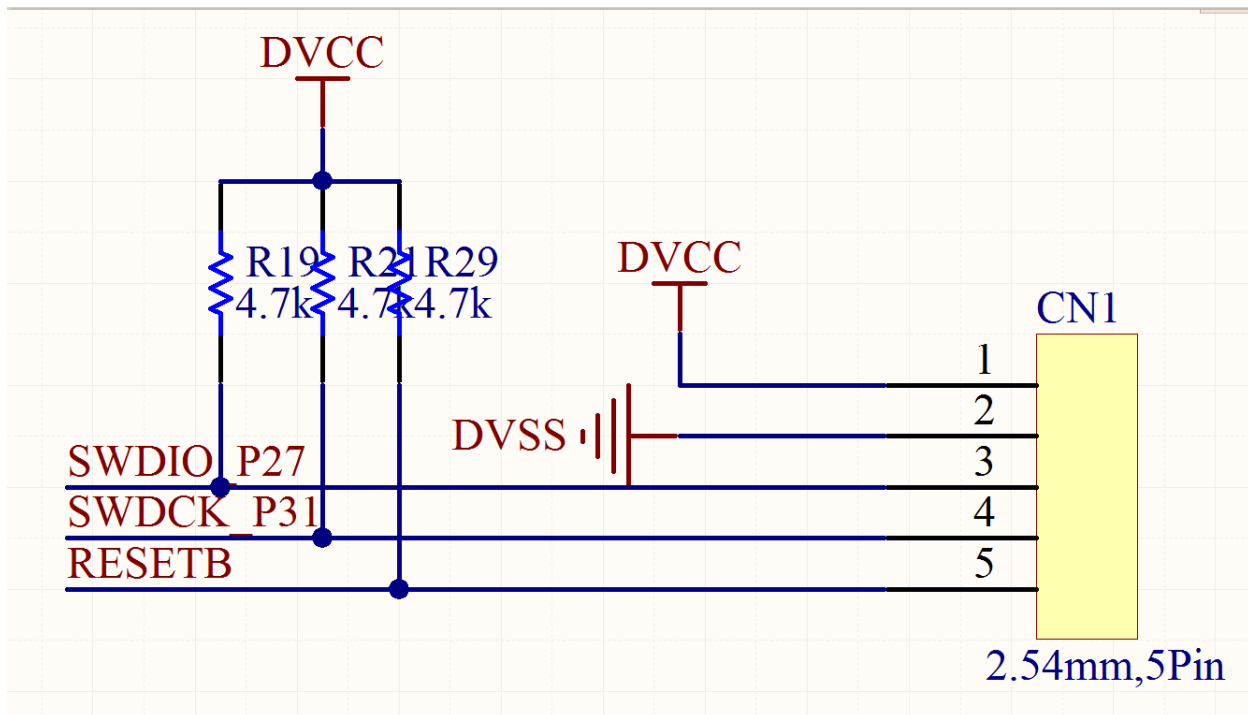 DVCC
R19
4.7k
R21
4.7k
R29
4.7k
DVCC
CN1
1
2
3
4
5
DVSS
SWDIO_P27
SWDCK_P31
RESETB
2.54mm,5Pin